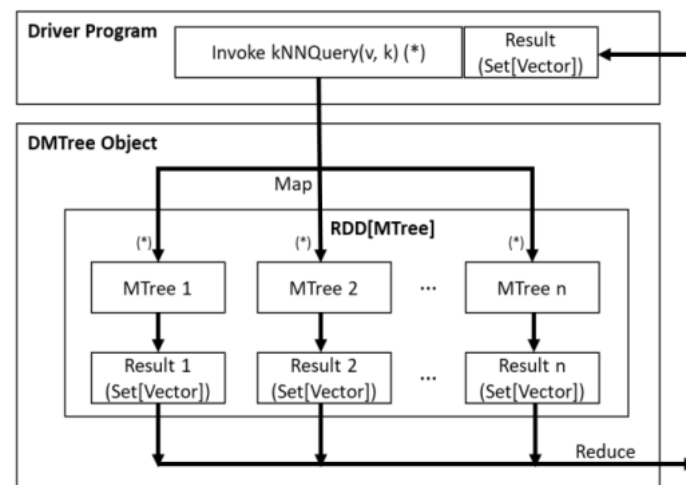 Driver Program
Invoke kNNQuery(v, k) (*)
Result
(Set[Vector])
DMTree Object
Map
RDD[MTree]
(*)
(*)
(*)
MTree 1
MTree 2
...
MTree n
Result 1
(Set[Vector])
Result 2
(Set[Vector])
...
Result n
(Set[Vector])
Reduce